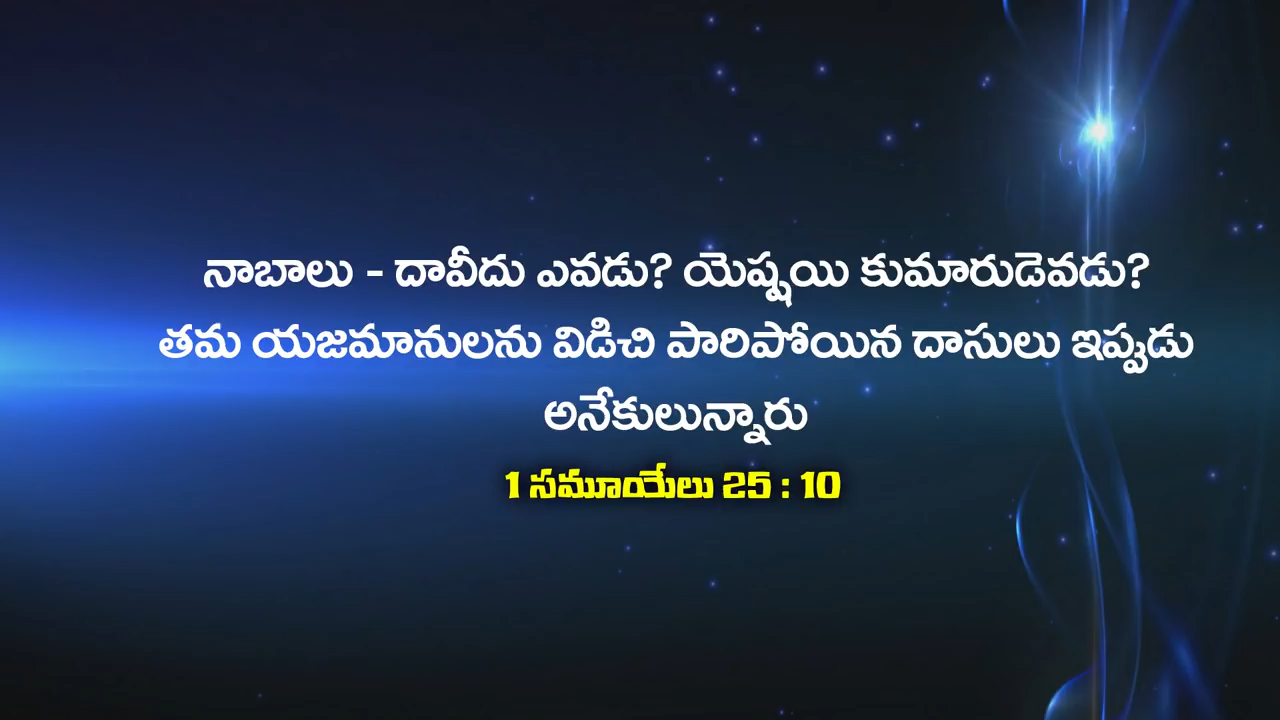 నాబాలు - దావీదు ఎవడు? యెష్షయి కుమారుడెవడు?
తమ యజమానులను విడిచి పారిపోయిన దాసులు ఇప్పుడు
అనేకులున్నారు
1 సమూయేలు 25 : 10